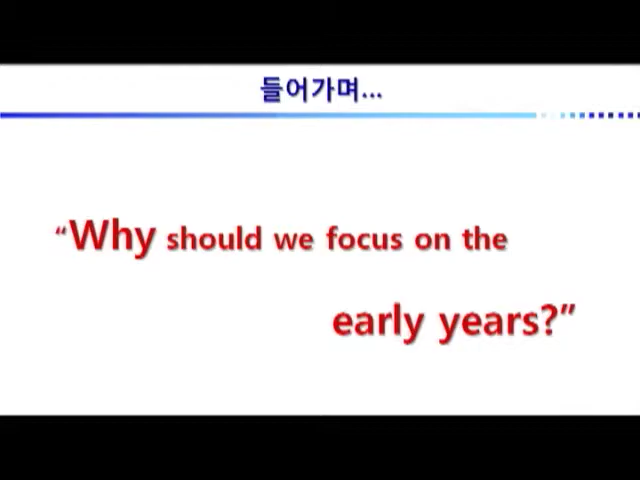 들어가며...
“Why should we focus on the
early years?”